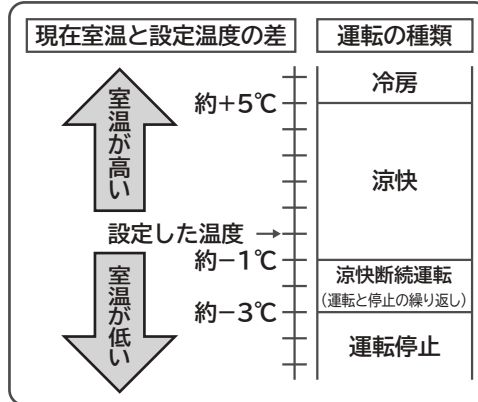 現在室温と設定温度の差
運転の種類
室温が高い
約+5℃
設定した温度→
約−1℃
約−3℃
室温が低い
冷房
涼快
涼快断続運転
(運転と停止の繰り返し)
運転停止